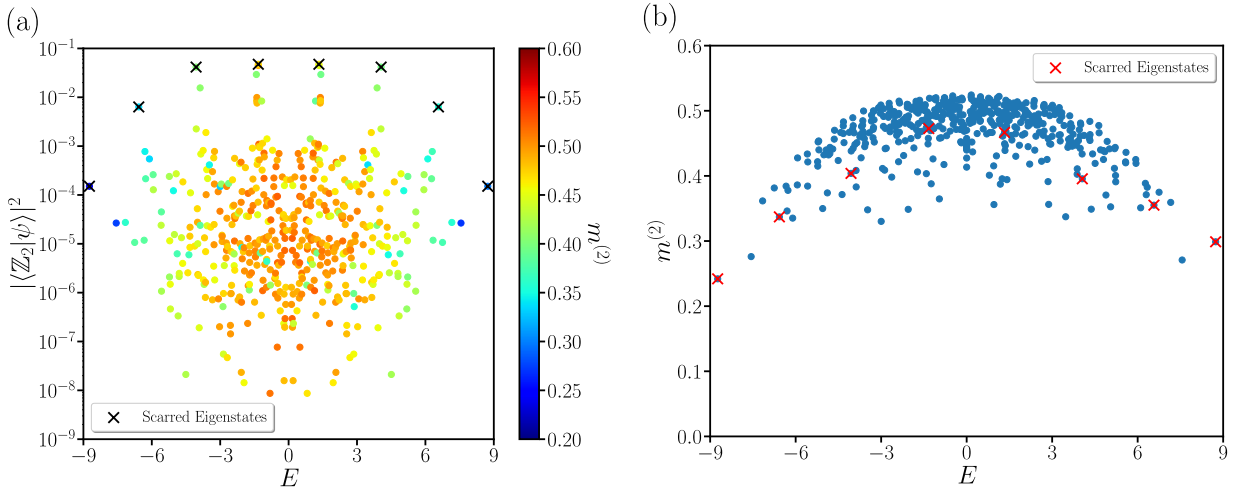 (a)
10⁻¹
10⁻²
10⁻³
10⁻⁴
10⁻⁵
10⁻⁶
10⁻⁷
10⁻⁸
10⁻⁹
|⟨ℤ₂|ψ⟩|²
Scarred Eigenstates
−9 −6 −3 0 3 6 9
E
0.60
0.55
0.50
0.45
0.40
0.35
0.30
0.25
0.20
m⁽²⁾
(b)
0.6
0.5
0.4
0.3
0.2
0.1
0.0
m⁽²⁾
Scarred Eigenstates
−9 −6 −3 0 3 6 9
E